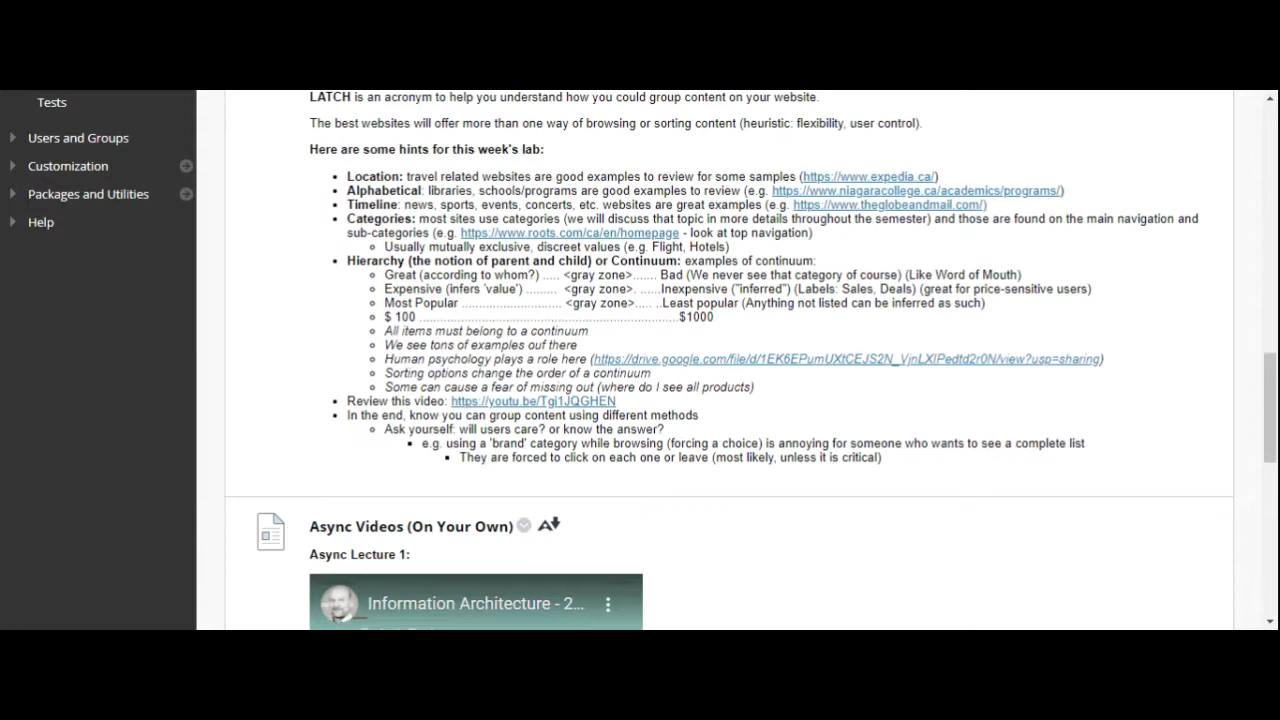 Tests
Users and Groups
Customization
Packages and Utilities
Help
LATCH is an acronym to help you understand how you could group content on your website.
The best websites will offer more than one way of browsing or sorting content (heuristic: flexibility, user control).
Here are some hints for this week's lab:
Location: travel related websites are good examples to review for some samples (https://www.expedia.ca/)
Alphabetical: libraries, schools/programs are good examples to review (e.g. https://www.niagaracollege.ca/academics/programs/)
Timeline: news, sports, events, concerts, etc. websites are great examples (e.g. https://www.theglobeandmail.com/)
Categories: most sites use categories (we will discuss that topic in more details throughout the semester) and those are found on the main navigation and
sub-categories (e.g. https://www.roots.com/ca/en/homepage - look at top navigation)
Usually mutually exclusive, discreet values (e.g. Flight, Hotels)
Hierarchy (the notion of parent and child) or Continuum: examples of continuum:
Great (according to whom?) ..... <gray zone>....... Bad (We never see that category of course) (Like Word of Mouth)
Expensive (infers 'value') ......... <gray zone>. ......Inexpensive ("inferred") (Labels: Sales, Deals) (great for price-sensitive users)
Most Popular ............................. <gray zone>..... ..Least popular (Anything not listed can be inferred as such)
$ 100 ..................................................................$1000
All items must belong to a continuum
We see tons of examples out there
Human psychology plays a role here (https://drive.google.com/file/d/1EK6EPumUXtCEJS2N_VjnLXlPedtd2r0N/view?usp=sharing)
Sorting options change the order of a continuum
Some can cause a fear of missing out (where do I see all products)
Review this video: https://youtu.be/Tgi1JQGHEN
In the end, know you can group content using different methods
Ask yourself: will users care? or know the answer?
e.g. using a 'brand' category while browsing (forcing a choice) is annoying for someone who wants to see a complete list
They are forced to click on each one or leave (most likely, unless it is critical)
Async Videos (On Your Own)
Async Lecture 1:
Information Architecture - 2...